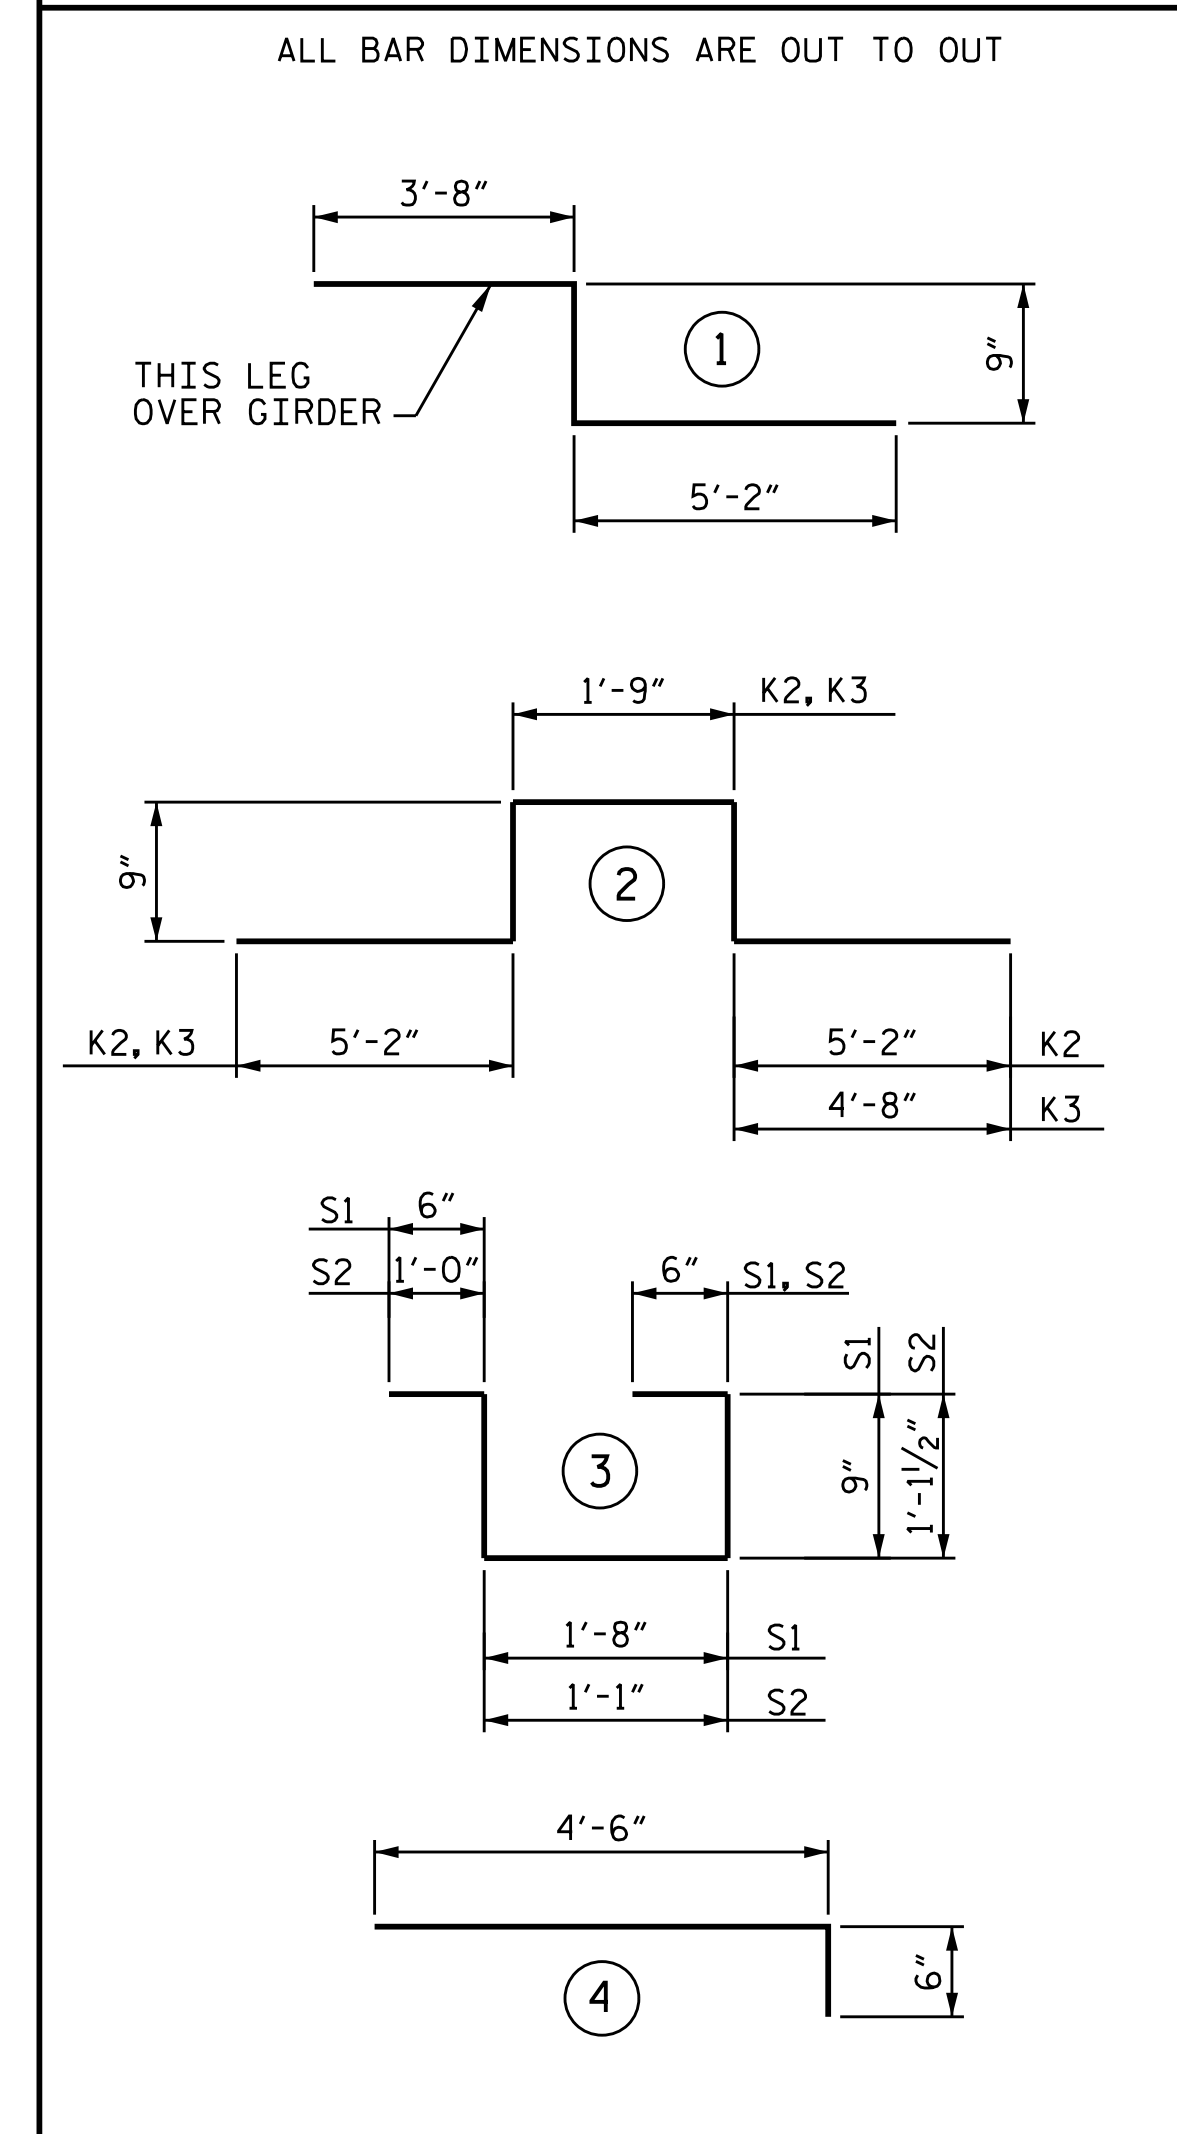 ALL BAR DIMENSIONS ARE OUT TO OUT
3'-8"
1
9"
THIS LEG
OVER GIRDER
5'-2"
1'-9" K2, K3
9"
2
K2, K3 5'-2" 5'-2" K2
4'-8" K3
S1 6"
S2 1'-0" 6" S1, S2
S1 S2
3
9" 1'-1 1/2"
1'-8" S1
1'-1" S2
4'-6"
6"
4